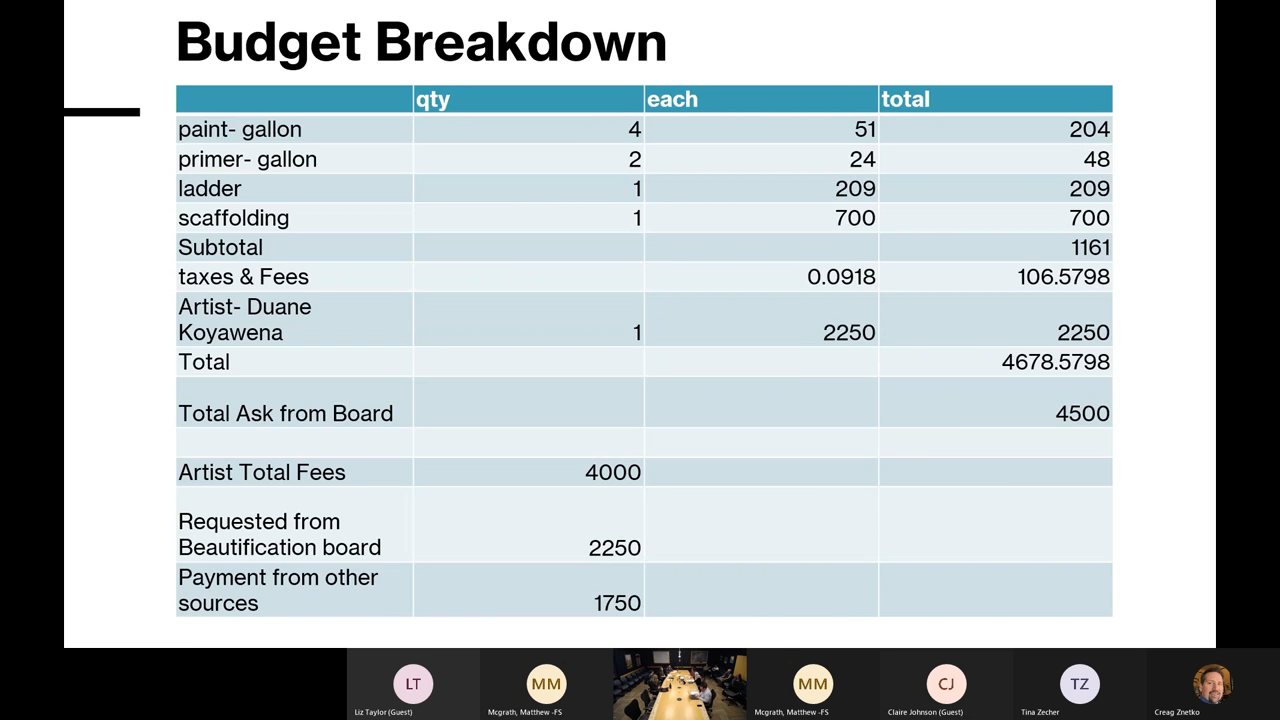 Budget Breakdown
qty each total
paint- gallon 4 51 204
primer- gallon 2 24 48
ladder 1 209 209
scaffolding 1 700 700
Subtotal 1161
taxes & Fees 0.0918 106.5798
Artist- Duane
Koyawena 1 2250 2250
Total 4678.5798
Total Ask from Board 4500
Artist Total Fees 4000
Requested from
Beautification board 2250
Payment from other
sources 1750
LT MM MM CJ TZ
Liz Taylor (Guest) Mcgrath, Matthew -FS Mcgrath, Matthew -FS Claire Johnson (Guest) Tina Zecher Creag Znetko